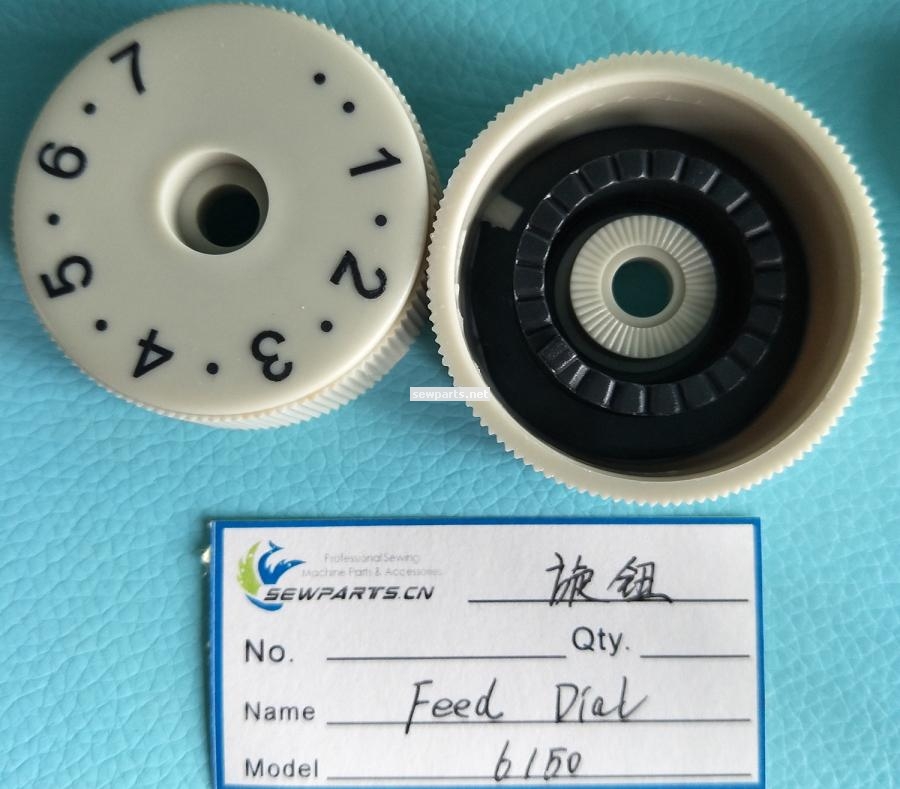 7
6
5
4
3
2
1
sewparts.net
Professional Sewing
Machine Parts & Accessories
SEWPARTS.CN
旋钮
No.
Qty.
Name Feed Dial
Model 6150